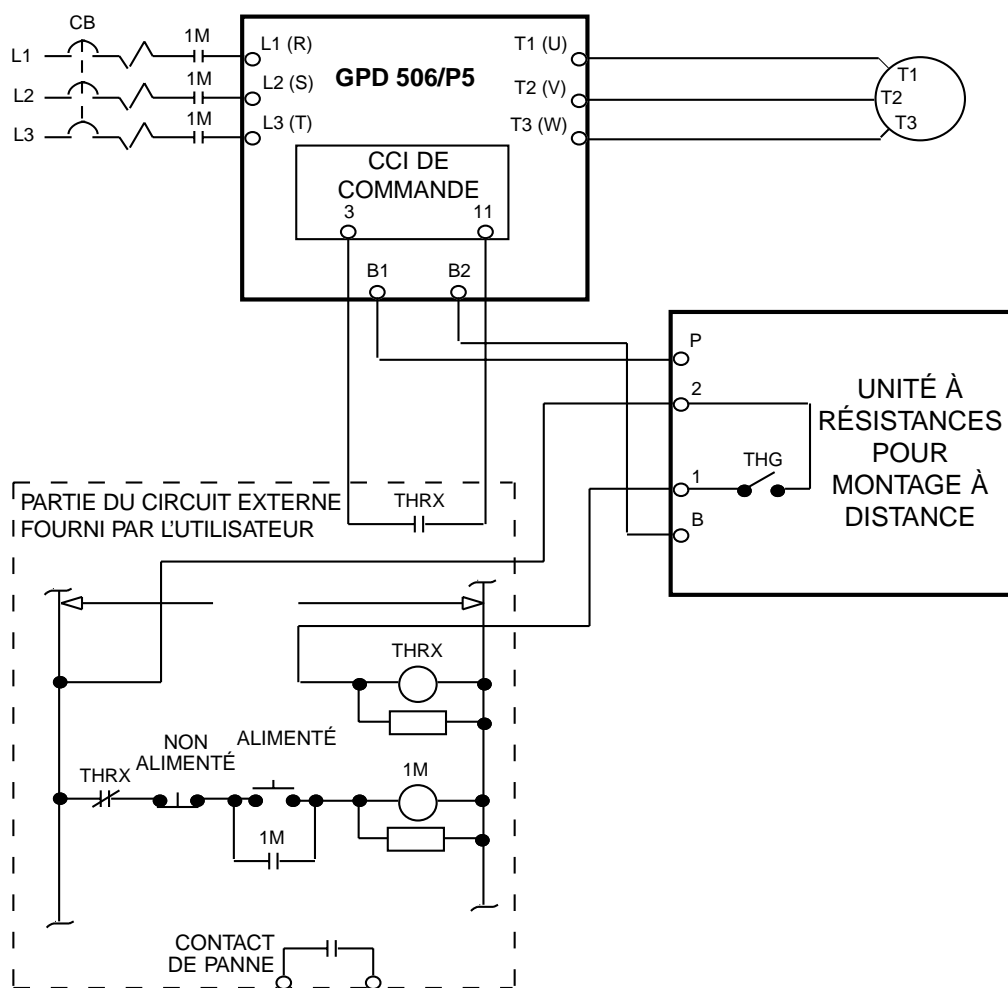 CB
1M
L1
L1 (R)
T1 (U)
GPD 506/P5
1M
L2
L2 (S)
T2 (V)
1M
L3
L3 (T)
T3 (W)
T1
T2
T3
CCI DE
COMMANDE
3
11
B1
B2
P
2
1
B
THG
UNITÉ À
RÉSISTANCES
POUR
MONTAGE À
DISTANCE
PARTIE DU CIRCUIT EXTERNE
FOURNI PAR L'UTILISATEUR
THRX
THRX
NON
ALIMENTÉ
ALIMENTÉ
THRX
1M
1M
CONTACT
DE PANNE